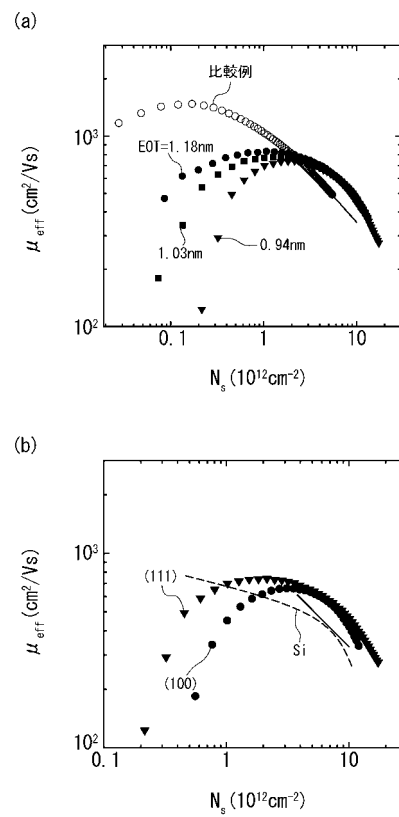 (a)
比較例
10³
EOT=1.18nm
μeff (cm²/Vs)
1.03nm
0.94nm
10²
0.1
1
10
Ns (10¹²cm⁻²)
(b)
10³
(111)
μeff (cm²/Vs)
(100)
Si
10²
0.1
1
10
Ns (10¹²cm⁻²)